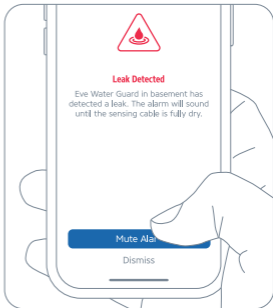 Leak Detected
Eve Water Guard in basement has
detected a leak. The alarm will sound
until the sensing cable is fully dry.
Mute Alar
Dismiss